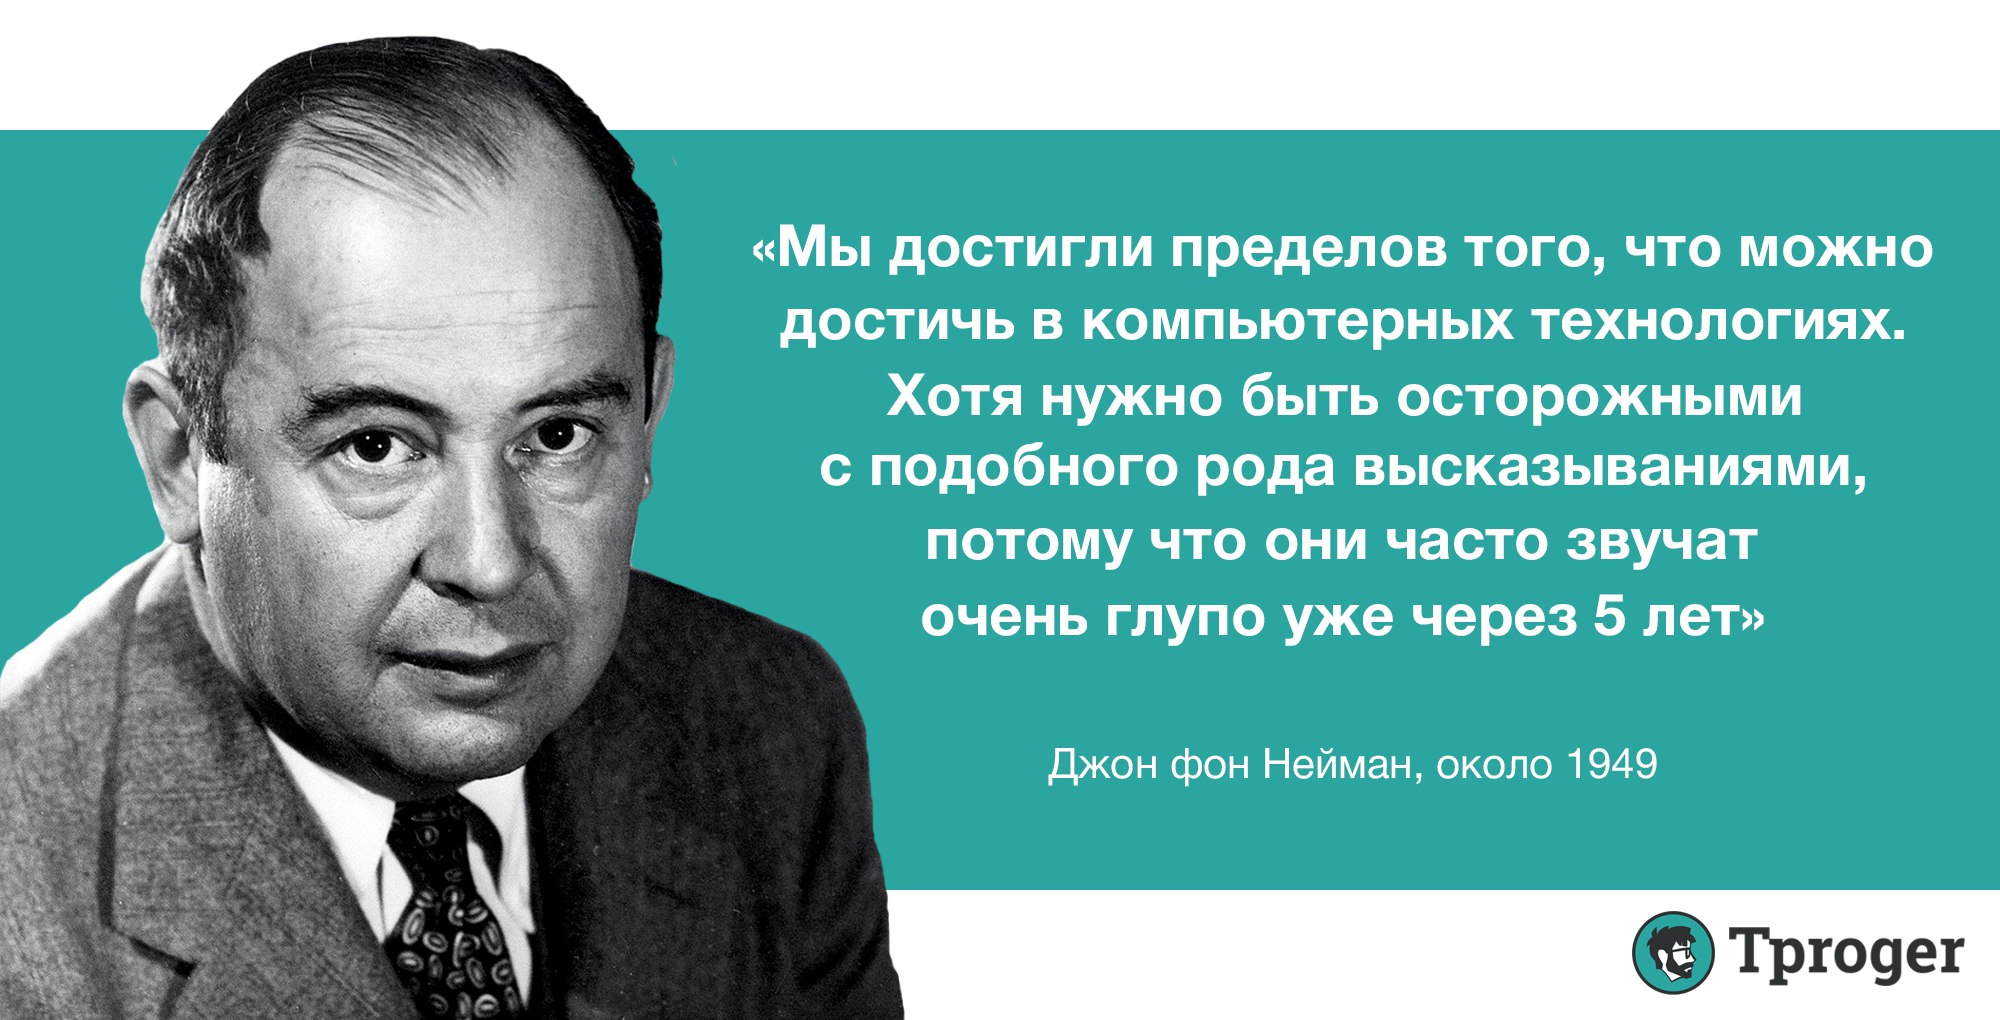 «Мы достигли пределов того, что можно
достичь в компьютерных технологиях.
Хотя нужно быть осторожными
с подобного рода высказываниями,
потому что они часто звучат
очень глупо уже через 5 лет»
Джон фон Нейман, около 1949
Tproger